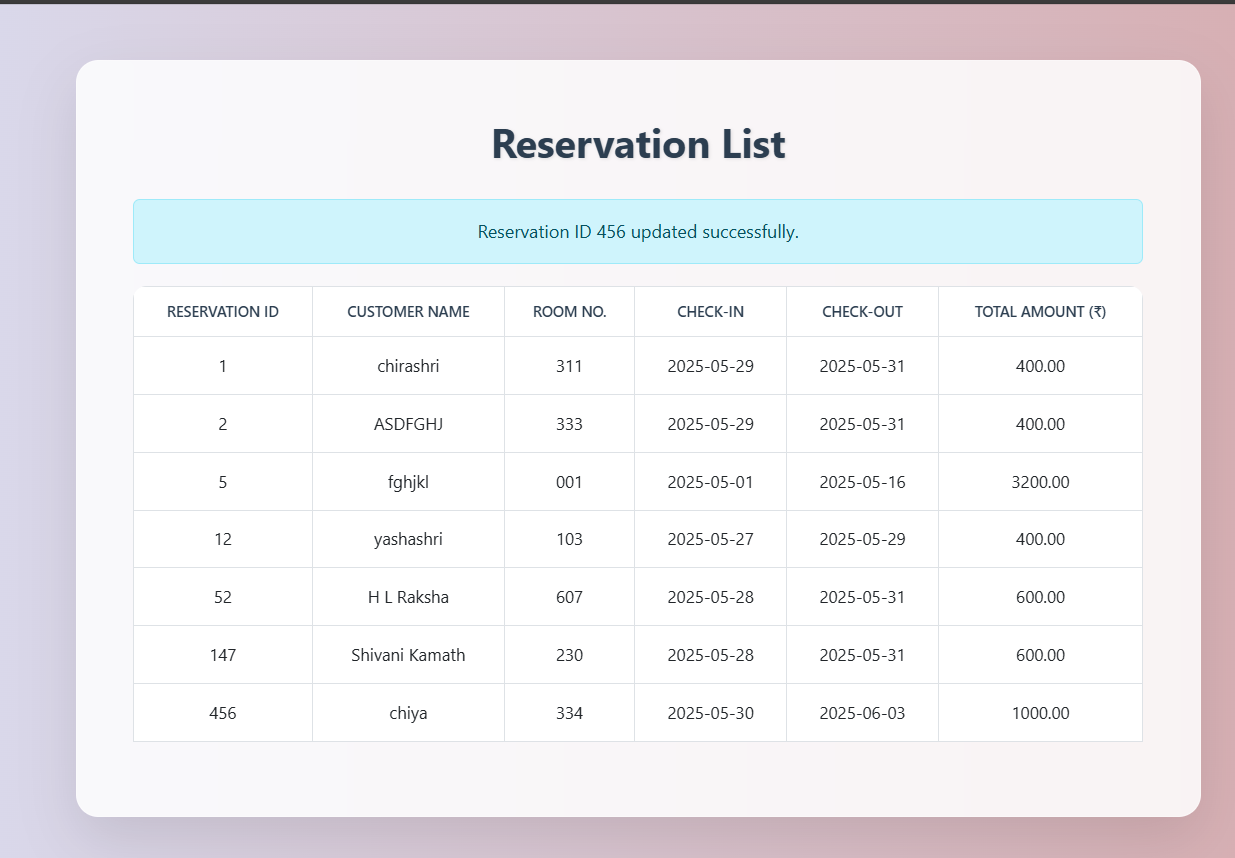 Reservation List
Reservation ID 456 updated successfully.
RESERVATION ID CUSTOMER NAME ROOM NO. CHECK-IN CHECK-OUT TOTAL AMOUNT (₹)
1 chirashri 311 2025-05-29 2025-05-31 400.00
2 ASDFGHJ 333 2025-05-29 2025-05-31 400.00
5 fghjkl 001 2025-05-01 2025-05-16 3200.00
12 yashashri 103 2025-05-27 2025-05-29 400.00
52 H L Raksha 607 2025-05-28 2025-05-31 600.00
147 Shivani Kamath 230 2025-05-28 2025-05-31 600.00
456 chiya 334 2025-05-30 2025-06-03 1000.00